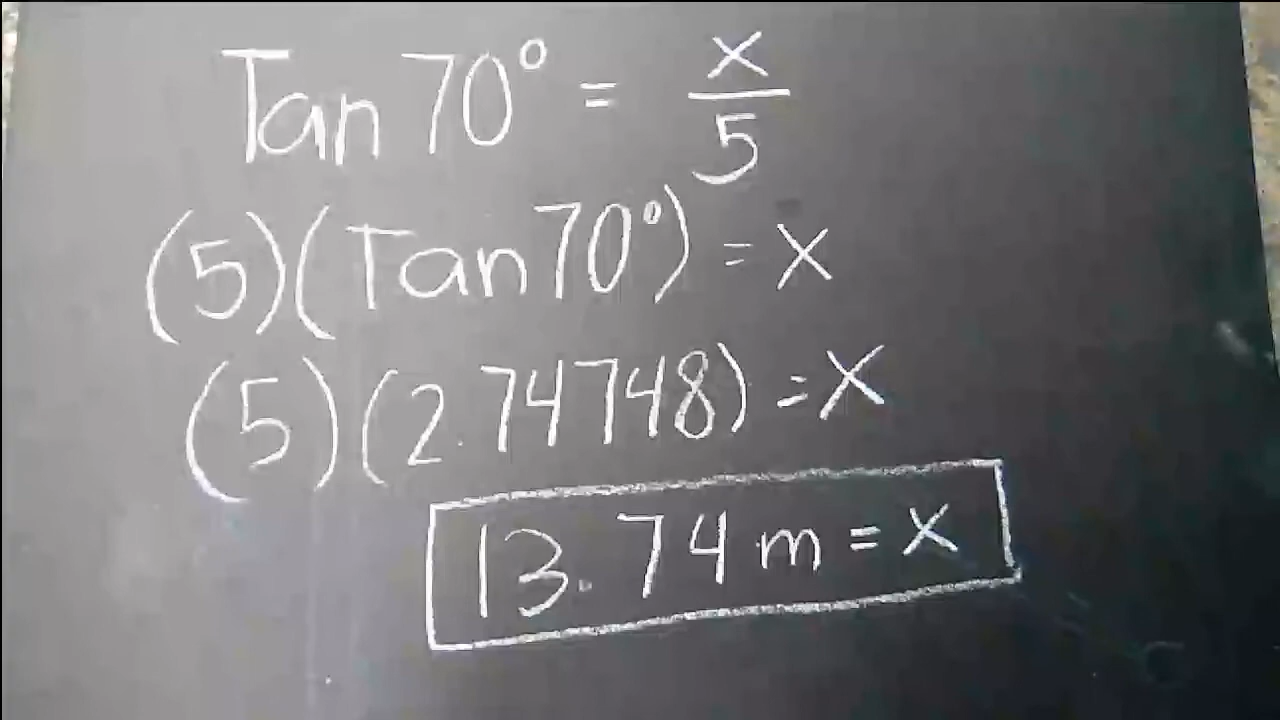 Tan 70° = x/5
(5)(Tan 70°) = x
(5)(2.74748) = x
13.74 m = x